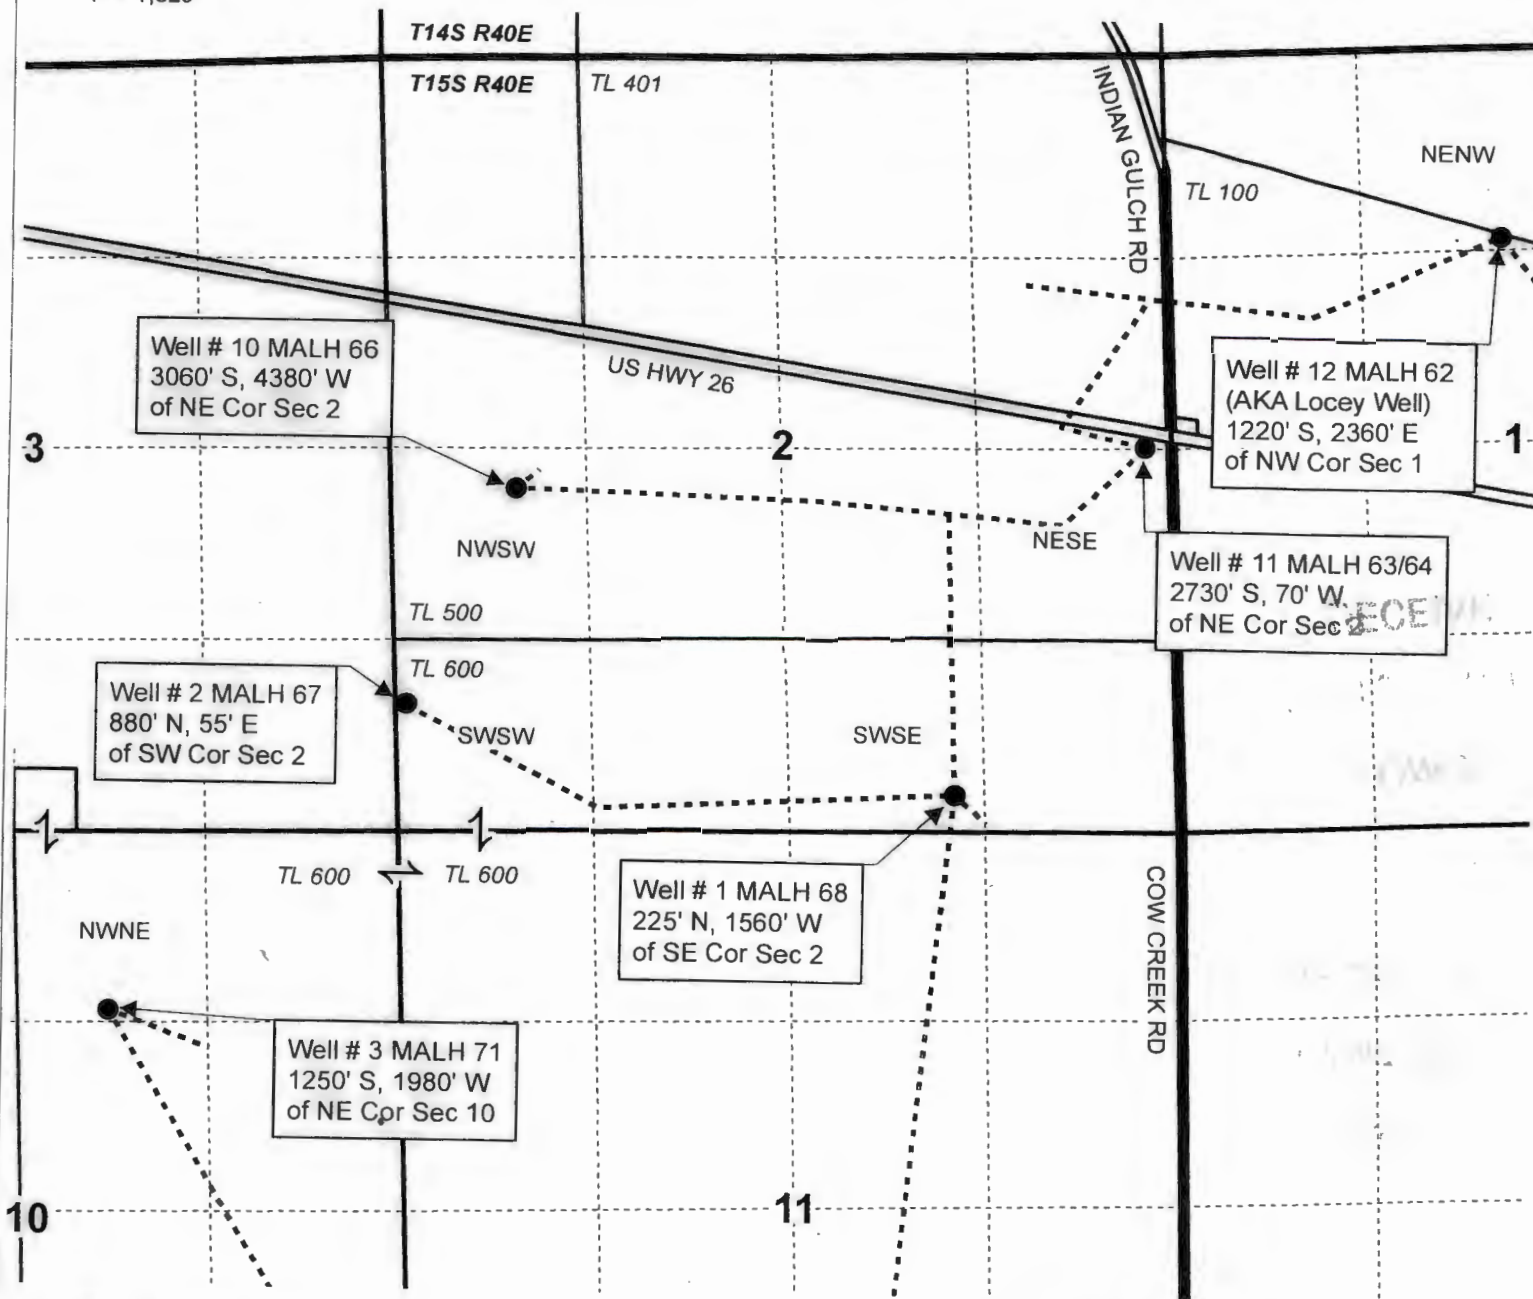 T14S R40E
T15S R40E
TL 401
INDIAN GULCH RD
NENW
TL 100
Well # 10 MALH 66
3060' S, 4380' W
of NE Cor Sec 2
US HWY 26
Well # 12 MALH 62
(AKA Locey Well)
1220' S, 2360' E
of NW Cor Sec 1
3
2
1
NWSW
NESE
Well # 11 MALH 63/64
2730' S, 70' W
of NE Cor Sec 2
TL 500
TL 600
Well # 2 MALH 67
880' N, 55' E
of SW Cor Sec 2
SWSW
SWSE
TL 600
TL 600
Well # 1 MALH 68
225' N, 1560' W
of SE Cor Sec 2
COW CREEK RD
NWNE
Well # 3 MALH 71
1250' S, 1980' W
of NE Cor Sec 10
10
11